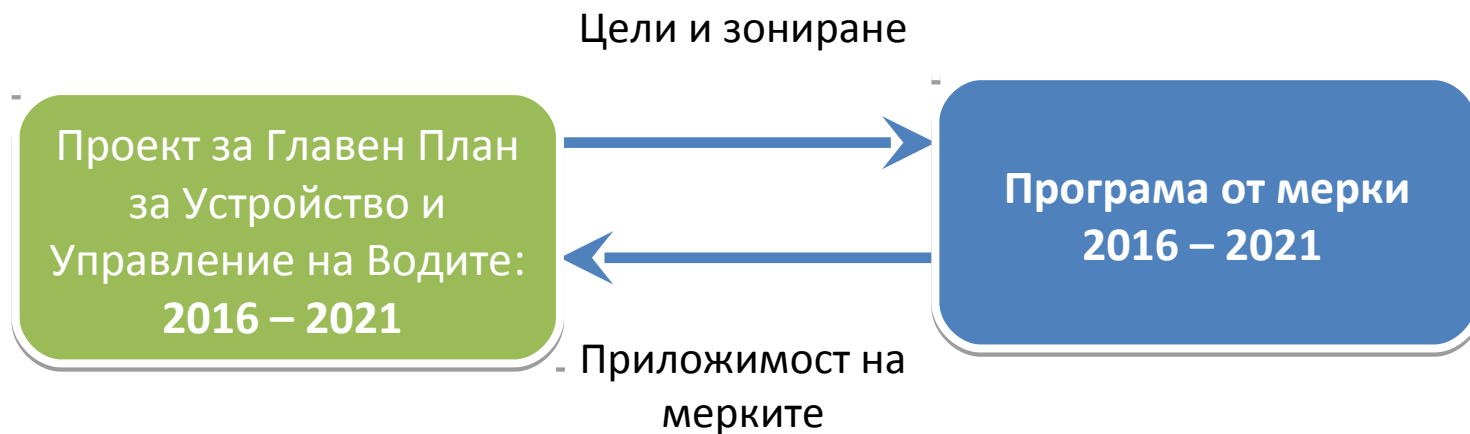 Цели и зониране
Проект за Главен План
за Устройство и
Управление на Водите:
2016 – 2021
Програма от мерки
2016 – 2021
Приложимост на
мерките